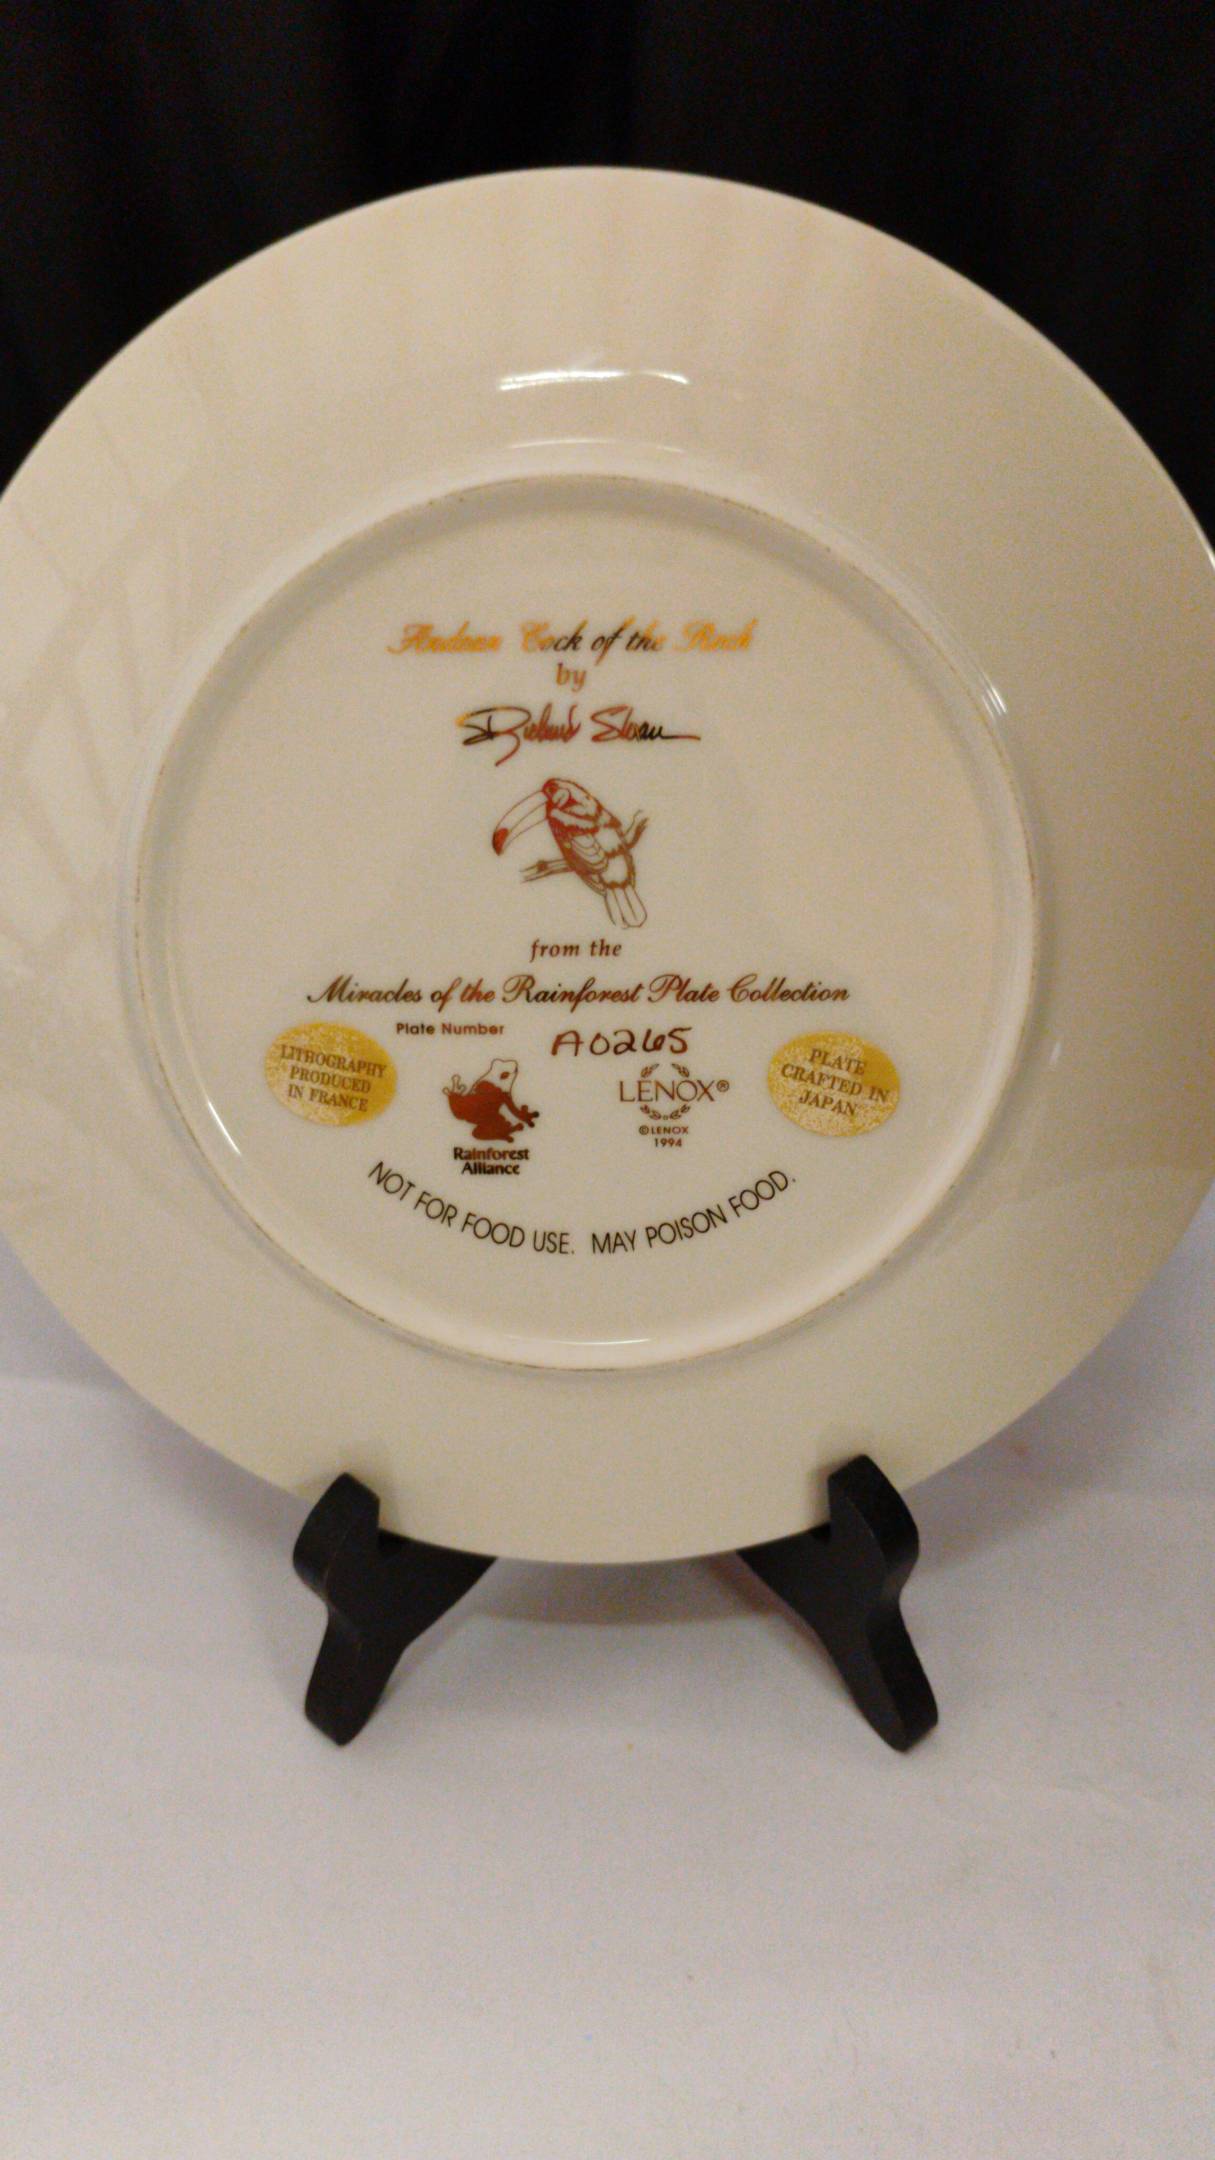 Andean Cock of the Rock
by
Richard Sloan
from the
Miracles of the Rainforest Plate Collection
Plate Number A0265
LITHOGRAPHY
PRODUCED
IN FRANCE
Rainforest
Alliance
LENOX®
©LENOX
1994
PLATE
CRAFTED IN
JAPAN
NOT FOR FOOD USE. MAY POISON FOOD.